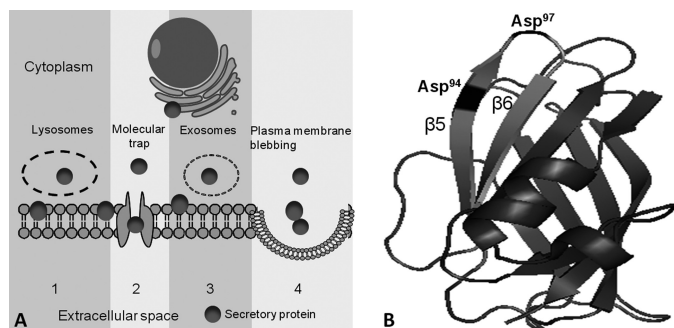 Cytoplasm
Lysosomes
Molecular
trap
Exosomes
Plasma membrane
blebbing
1
2
3
4
A
Extracellular space
Secretory protein
Asp97
Asp94
β5
β6
B